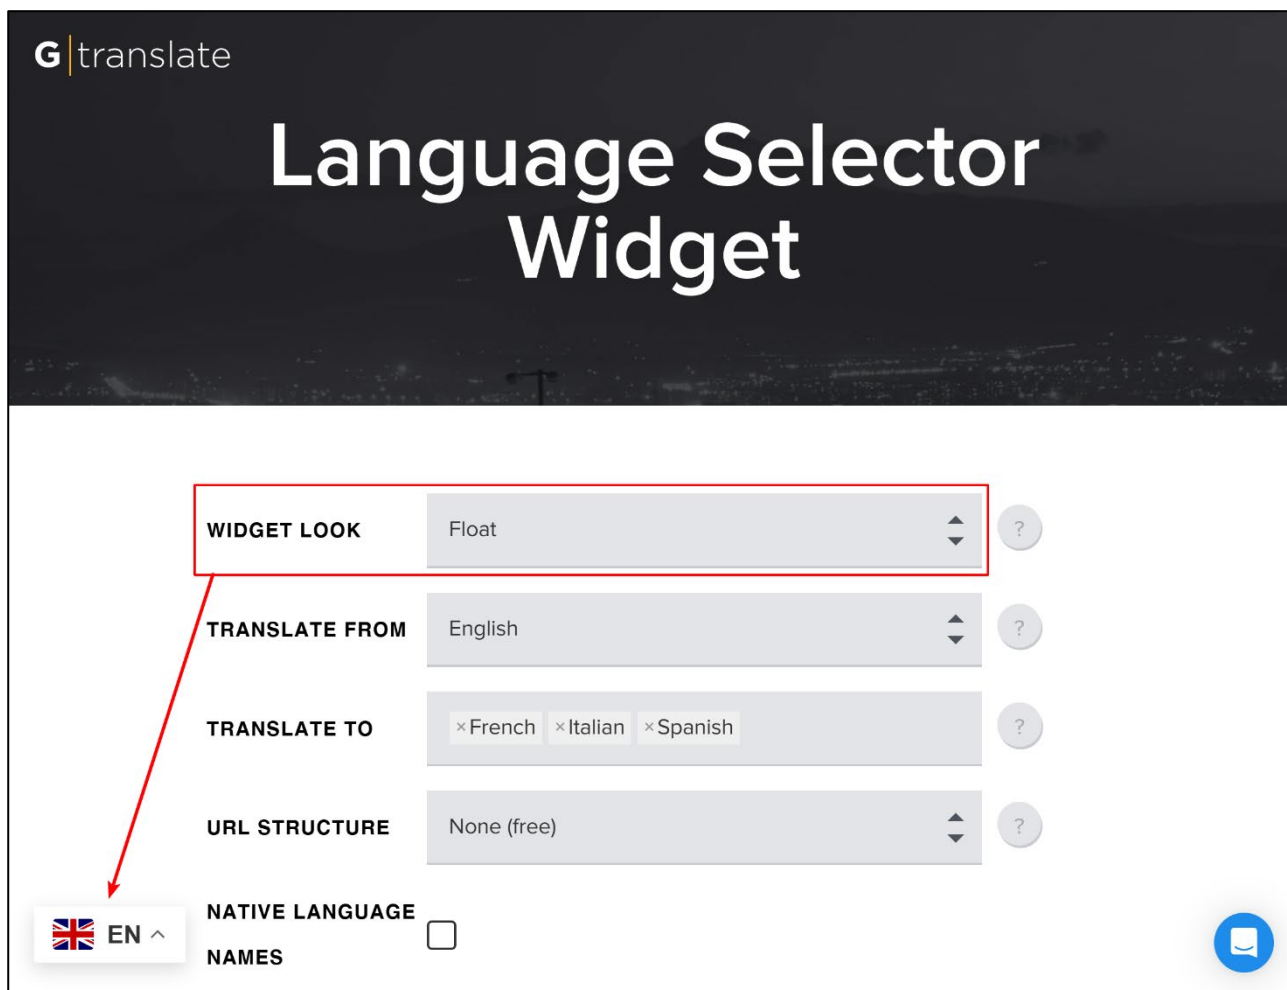 G|translate
Language Selector
Widget
WIDGET LOOK
Float
?
TRANSLATE FROM
English
?
TRANSLATE TO
×French ×Italian ×Spanish
?
URL STRUCTURE
None (free)
?
NATIVE LANGUAGE
NAMES
EN